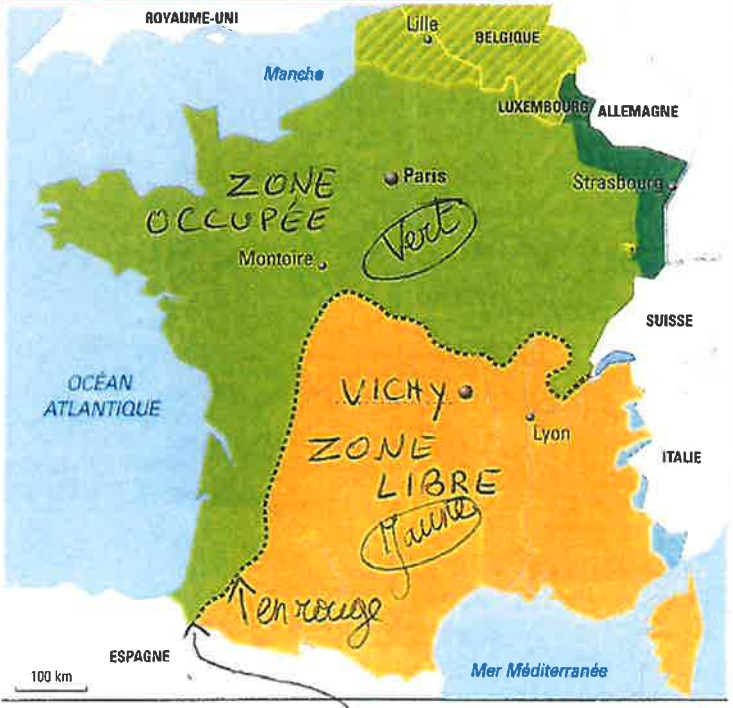 ROYAUME-UNI
Lille
BELGIQUE
Manche
LUXEMBOURG
ALLEMAGNE
ZONE
OCCUPÉE
Paris
Strasbourg
Vert
Montoire
SUISSE
OCÉAN
ATLANTIQUE
VICHY
Lyon
ZONE
LIBRE
ITALIE
Jaune
en rouge
ESPAGNE
Mer Méditerranée
100 km